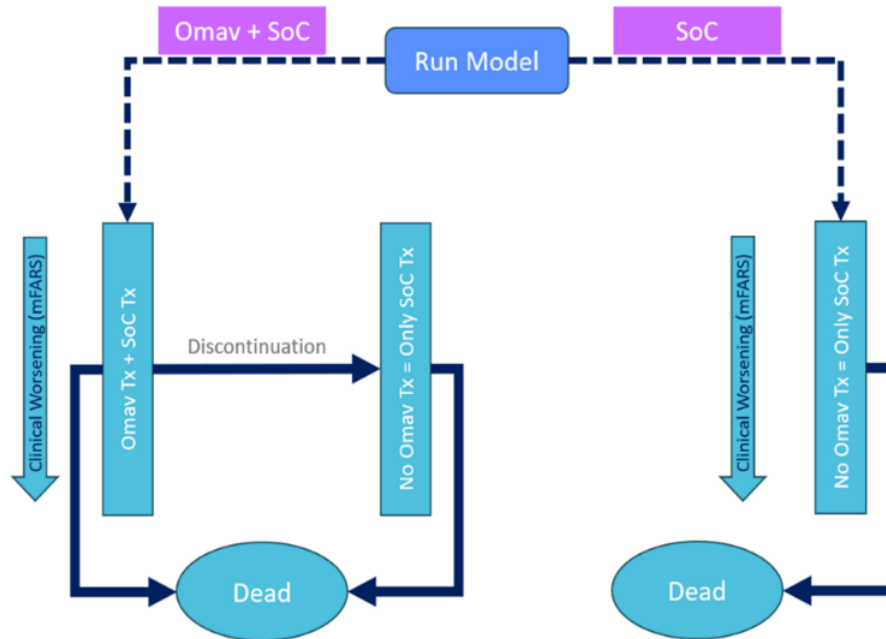 Omav + SoC
Run Model
SoC
Clinical Worsening (mFARS)
Omav Tx + SoC Tx
Discontinuation
No Omav Tx = Only SoC Tx
Clinical Worsening (mFARS)
No Omav Tx = Only SoC Tx
Dead
Dead